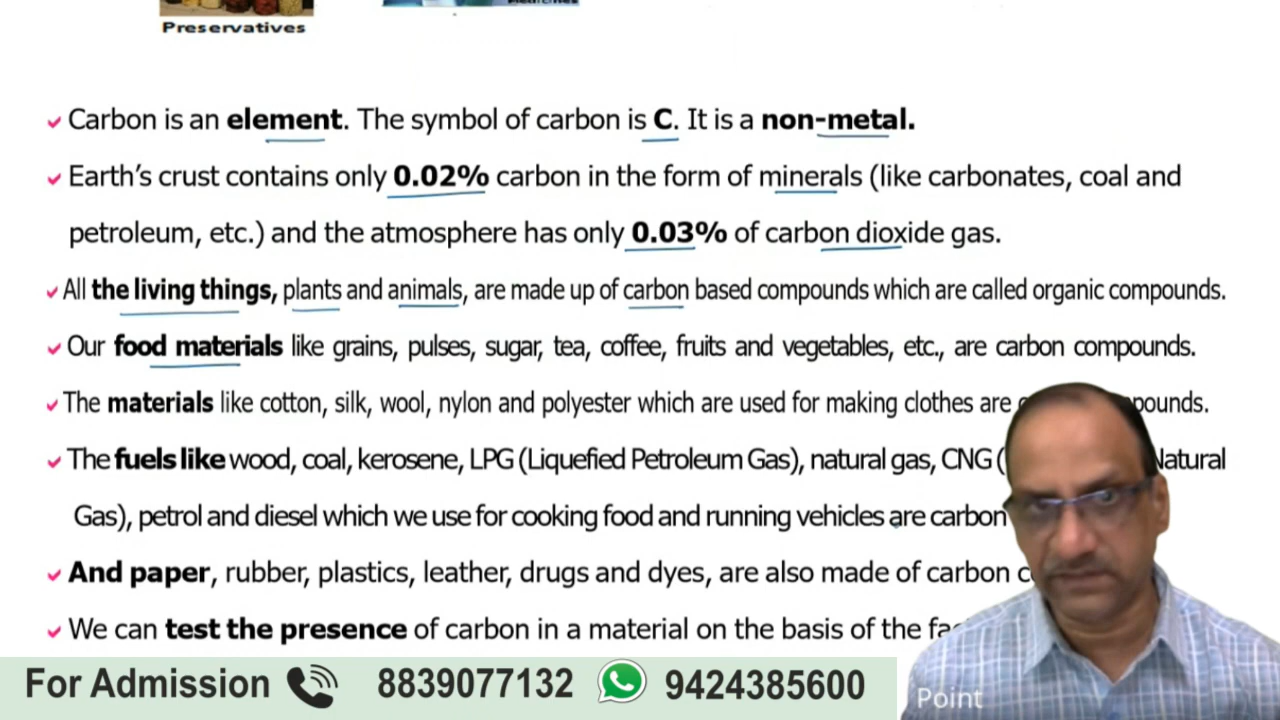 Preservatives
Carbon is an element. The symbol of carbon is C. It is a non-metal.
Earth’s crust contains only 0.02% carbon in the form of minerals (like carbonates, coal and
petroleum, etc.) and the atmosphere has only 0.03% of carbon dioxide gas.
All the living things, plants and animals, are made up of carbon based compounds which are called organic compounds.
Our food materials like grains, pulses, sugar, tea, coffee, fruits and vegetables, etc., are carbon compounds.
The materials like cotton, silk, wool, nylon and polyester which are used for making clothes are
The fuels like wood, coal, kerosene, LPG (Liquefied Petroleum Gas), natural gas, CNG ( Natural
Gas), petrol and diesel which we use for cooking food and running vehicles are carbon
And paper, rubber, plastics, leather, drugs and dyes, are also made of carbon
We can test the presence of carbon in a material on the basis of the
For Admission 8839077132 9424385600
Point